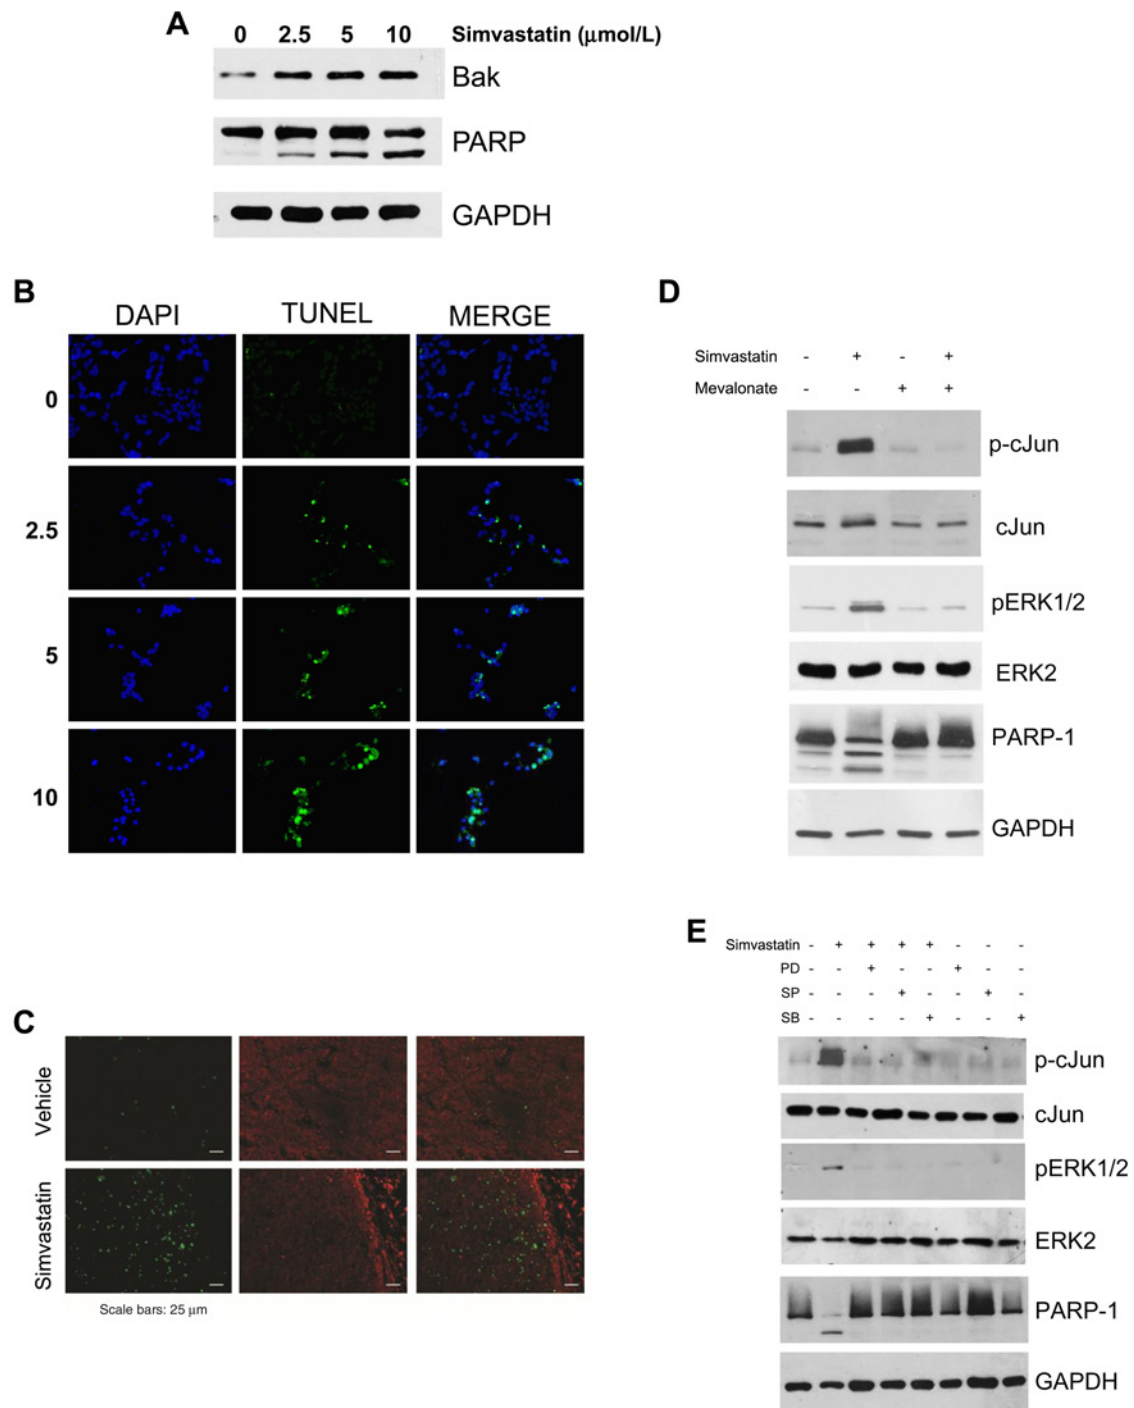 A
0 2.5 5 10 Simvastatin (μmol/L)
Bak
PARP
GAPDH
B
DAPI TUNEL MERGE
0
2.5
5
10
C
Vehicle
Simvastatin
Scale bars: 25 μm
D
Simvastatin - + - +
Mevalonate - - + +
p-cJun
cJun
pERK1/2
ERK2
PARP-1
GAPDH
E
Simvastatin - + + + + - - -
PD - - + - - + - -
SP - - - + - - + -
SB - - - - + - - +
p-cJun
cJun
pERK1/2
ERK2
PARP-1
GAPDH